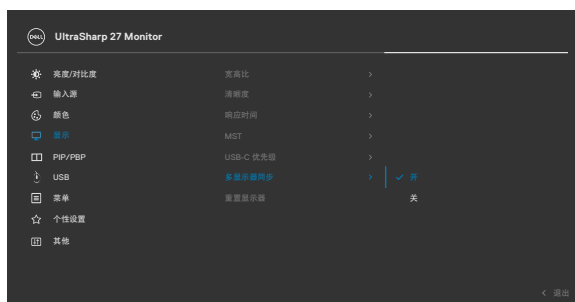 DELL UltraSharp 27 Monitor
亮度/对比度 宽高比
输入源 清晰度
颜色 响应时间
显示 MST
PIP/PBP USB-C 优先级
USB 多显示器同步 开
菜单 重置显示器 关
个性设置
其他
退出